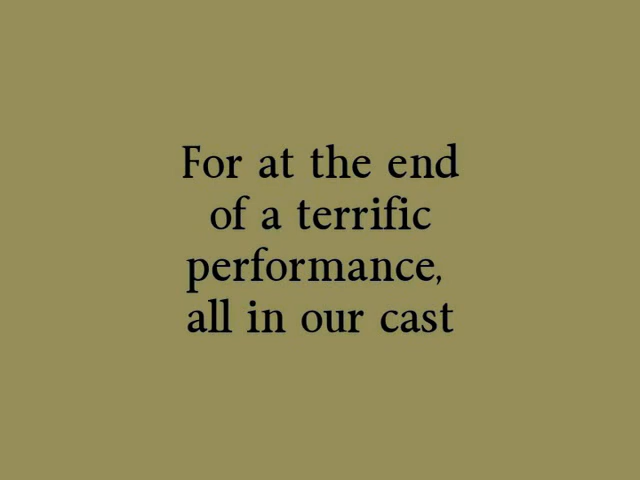 For at the end
of a terrific
performance,
all in our cast